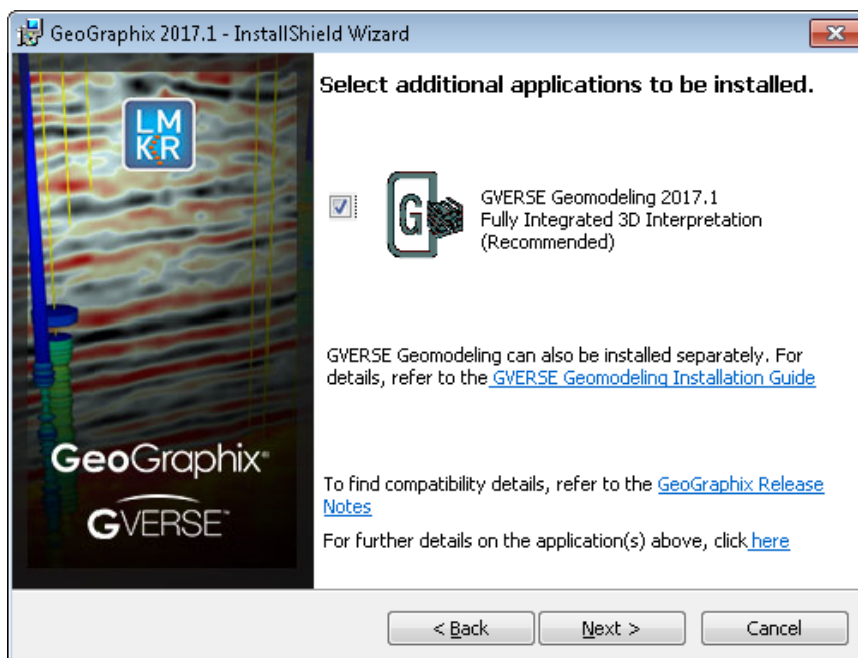 GeoGraphix 2017.1 - InstallShield Wizard
LMKR
Select additional applications to be installed.
G
GVERSE Geomodeling 2017.1
Fully Integrated 3D Interpretation
(Recommended)
GVERSE Geomodeling can also be installed separately. For
details, refer to the GVERSE Geomodeling Installation Guide
GeoGraphix®
GVERSE™
To find compatibility details, refer to the GeoGraphix Release
Notes
For further details on the application(s) above, click here
< Back
Next >
Cancel